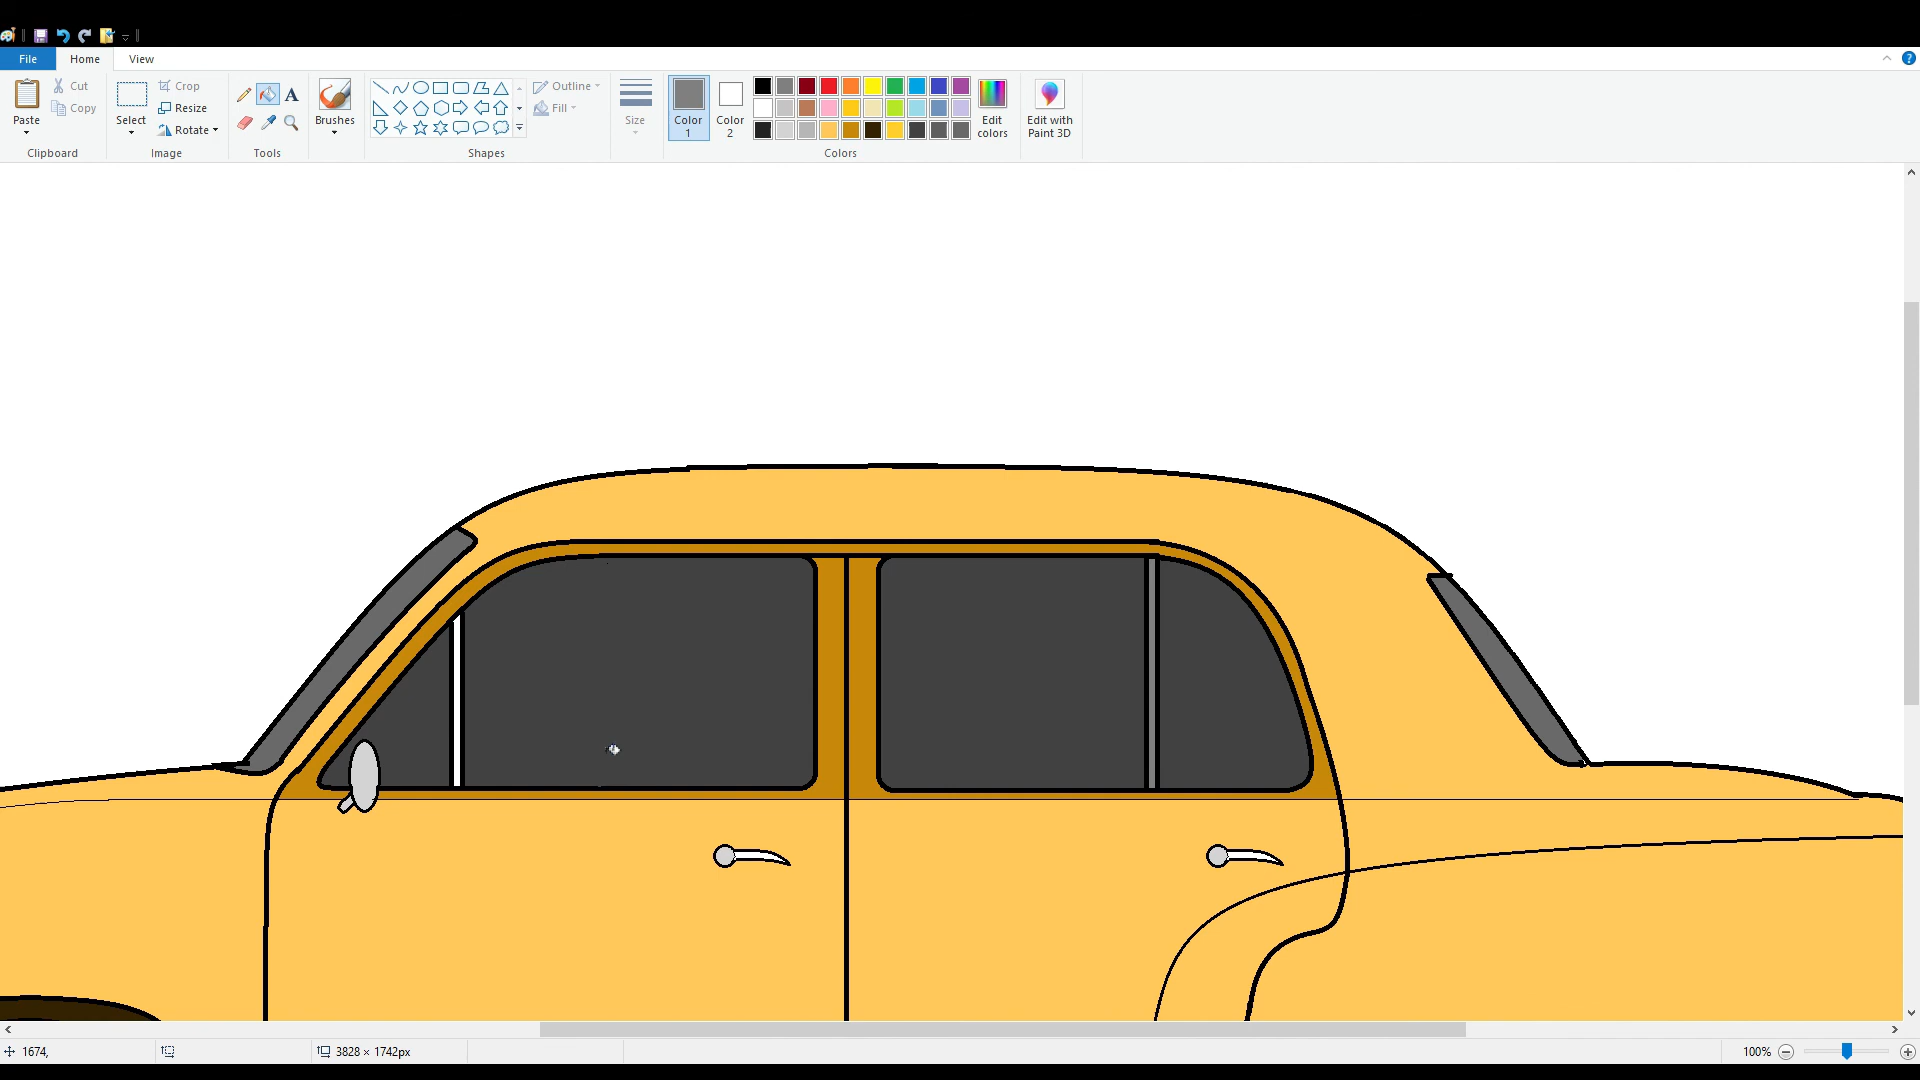 File Home View
Paste Cut Copy Clipboard
Select Crop Resize Rotate Image
A
Tools
Brushes
Outline Fill Shapes
Size
Color 1
Color 2
Edit colors
Colors
Edit with Paint 3D
?
1674,
3828 × 1742px
100%